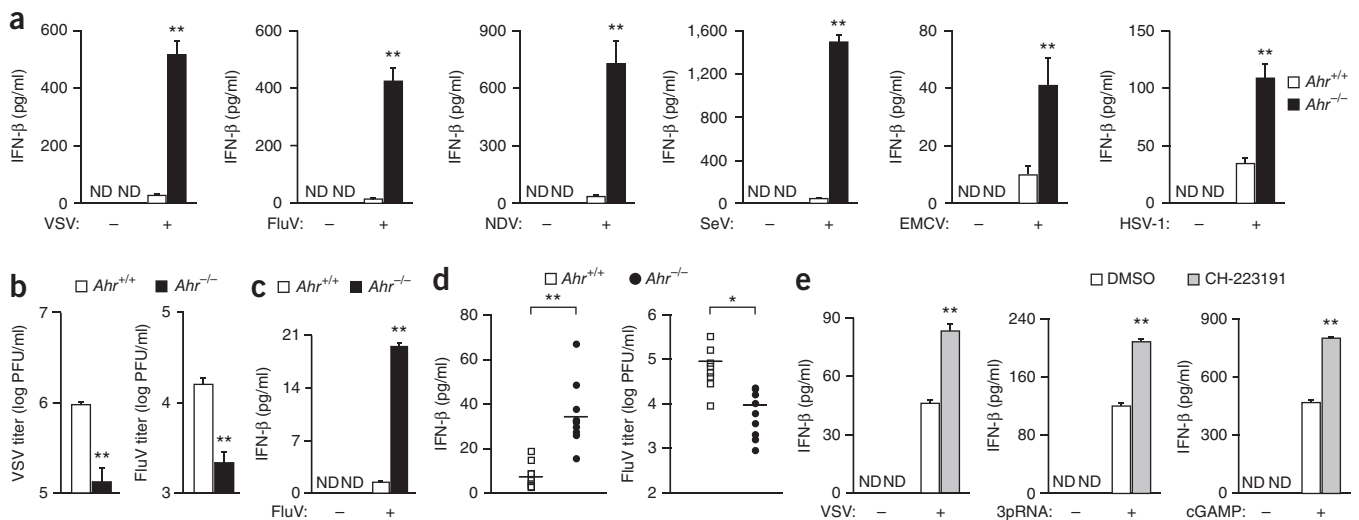 a
IFN-β (pg/ml)
600
400
200
0
ND ND
**
VSV: – +
IFN-β (pg/ml)
600
400
200
0
ND ND
**
FluV: – +
IFN-β (pg/ml)
900
600
300
0
ND ND
**
NDV: – +
IFN-β (pg/ml)
1,600
1,200
800
400
0
ND ND
**
SeV: – +
IFN-β (pg/ml)
60
40
20
0
ND ND
**
EMCV: – +
IFN-β (pg/ml)
150
100
50
0
ND ND
**
HSV-1: – +
Ahr+/+
Ahr–/–
b
Ahr+/+ Ahr–/–
VSV titer (log PFU/ml)
7
6
5
**
FluV titer (log PFU/ml)
5
4
3
**
c
Ahr+/+ Ahr–/–
IFN-β (pg/ml)
21
14
7
0
ND ND
**
FluV: – +
d
Ahr+/+ Ahr–/–
IFN-β (pg/ml)
80
60
40
20
0
**
FluV titer (log PFU/ml)
6
5
4
3
2
*
e
DMSO CH-223191
IFN-β (pg/ml)
90
60
30
0
ND ND
**
VSV: – +
IFN-β (pg/ml)
240
180
120
60
0
ND ND
**
3pRNA: – +
IFN-β (pg/ml)
900
600
300
0
ND ND
**
cGAMP: – +